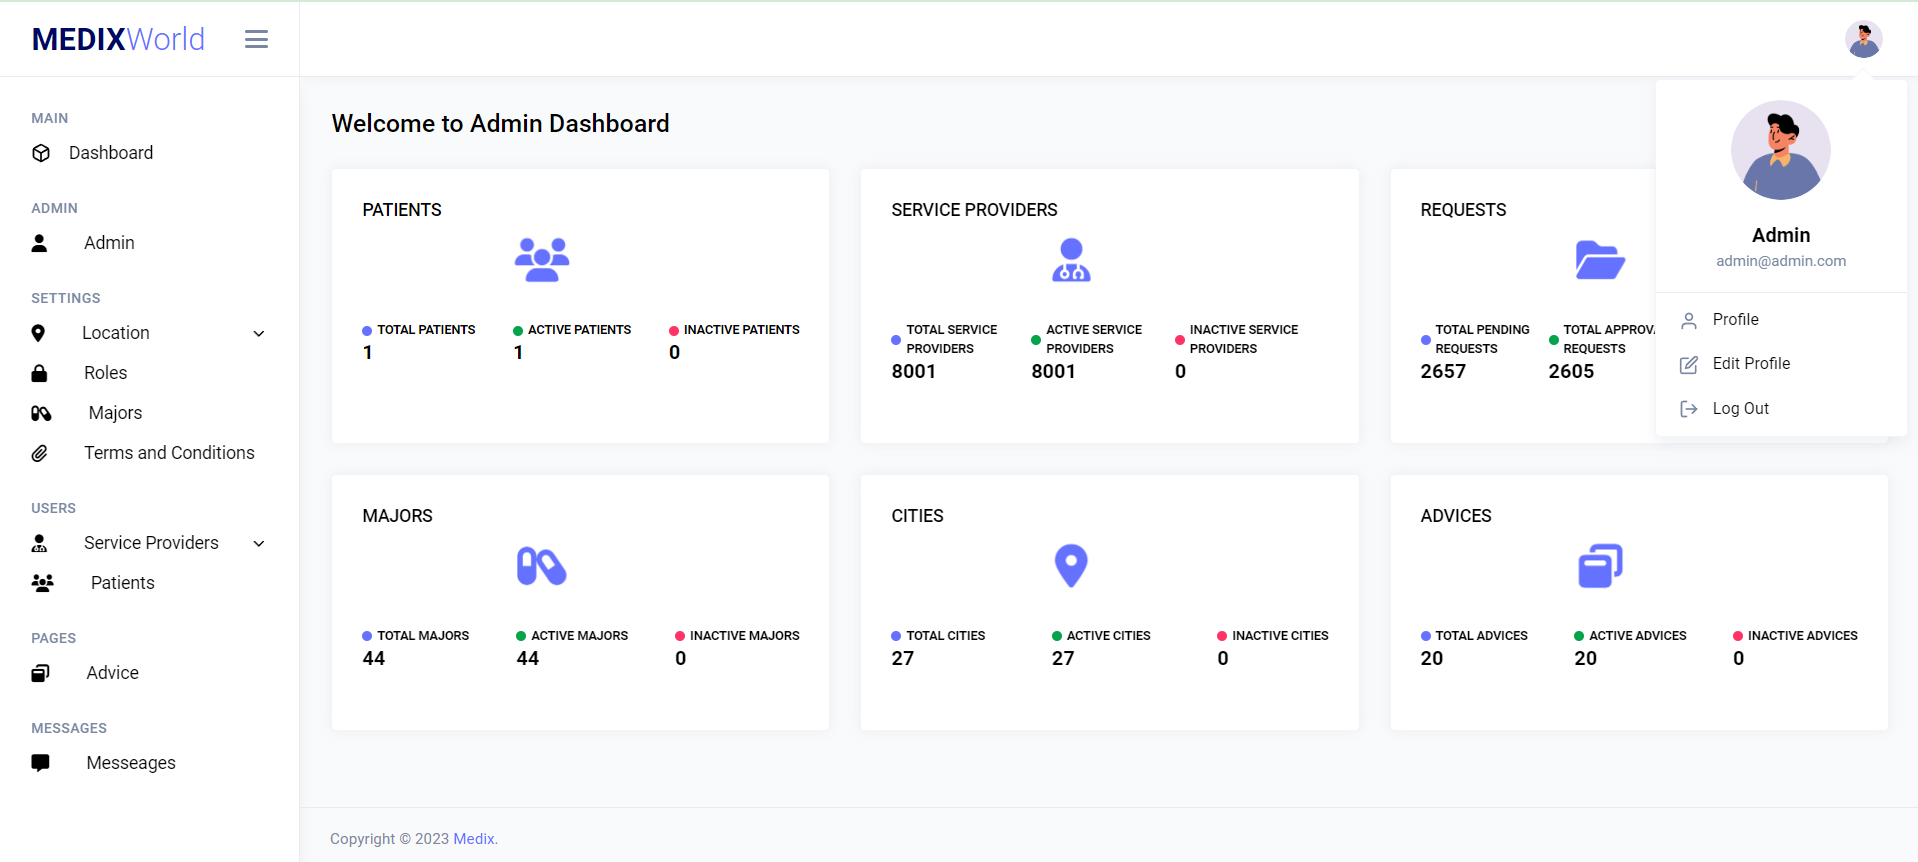 MEDIXWorld
MAIN
Dashboard
ADMIN
Admin
SETTINGS
Location
Roles
Majors
Terms and Conditions
USERS
Service Providers
Patients
PAGES
Advice
MESSAGES
Messeages
Welcome to Admin Dashboard
PATIENTS
TOTAL PATIENTS
1
ACTIVE PATIENTS
1
INACTIVE PATIENTS
0
SERVICE PROVIDERS
TOTAL SERVICE
PROVIDERS
8001
ACTIVE SERVICE
PROVIDERS
8001
INACTIVE SERVICE
PROVIDERS
0
REQUESTS
TOTAL PENDING
REQUESTS
2657
TOTAL APPROVA
REQUESTS
2605
Admin
admin@admin.com
Profile
Edit Profile
Log Out
MAJORS
TOTAL MAJORS
44
ACTIVE MAJORS
44
INACTIVE MAJORS
0
CITIES
TOTAL CITIES
27
ACTIVE CITIES
27
INACTIVE CITIES
0
ADVICES
TOTAL ADVICES
20
ACTIVE ADVICES
20
INACTIVE ADVICES
0
Copyright © 2023 Medix.